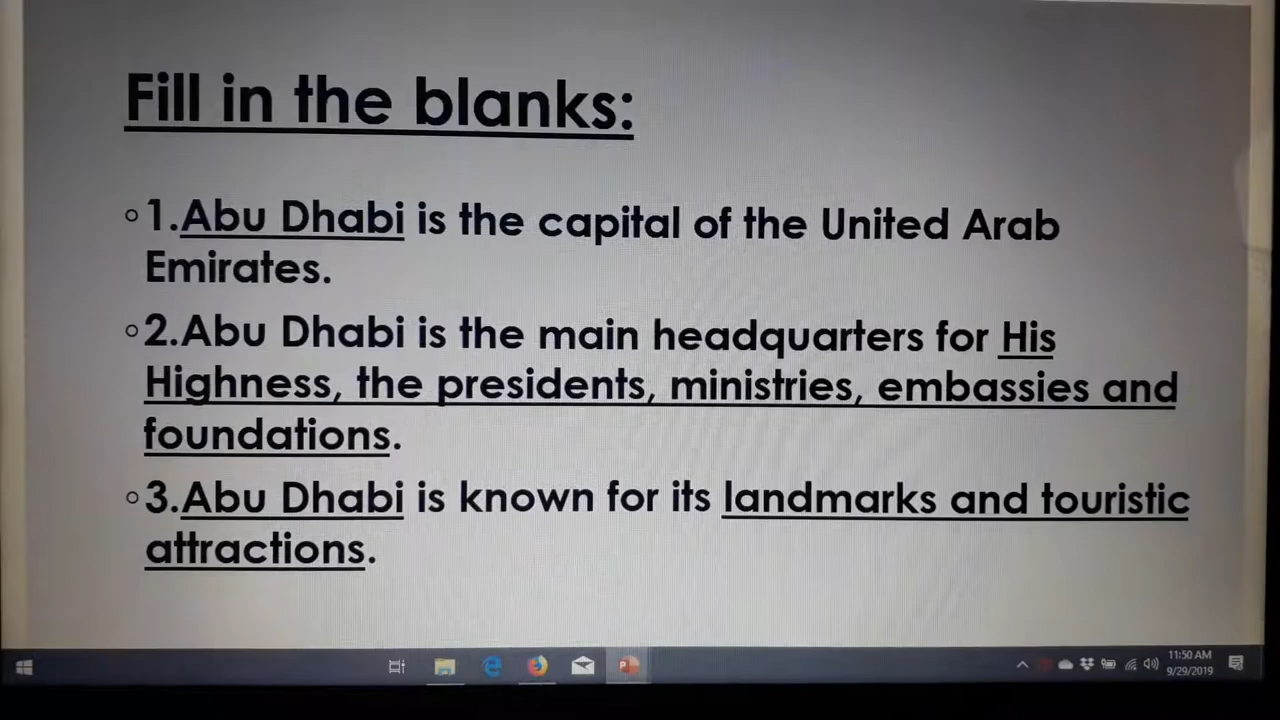 Fill in the blanks:
◦1.Abu Dhabi is the capital of the United Arab
Emirates.
◦2.Abu Dhabi is the main headquarters for His
Highness, the presidents, ministries, embassies and
foundations.
◦3.Abu Dhabi is known for its landmarks and touristic
attractions.
11:50 AM
9/29/2019